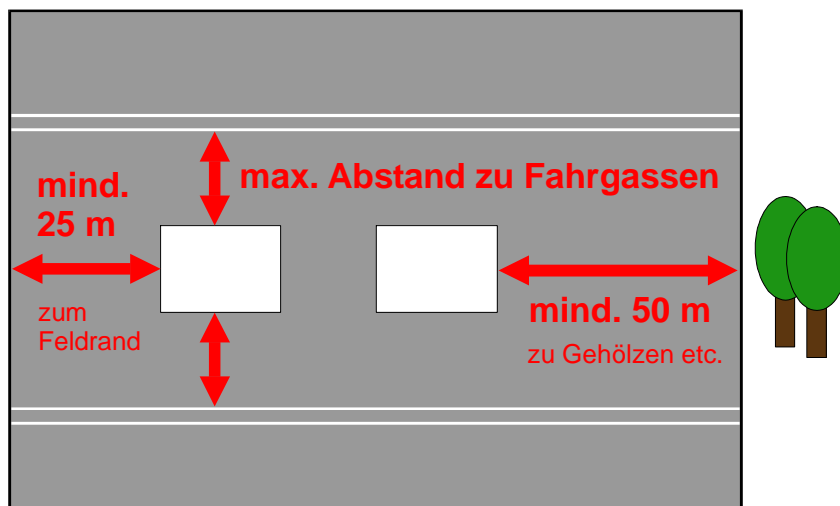 max. Abstand zu Fahrgassen
mind.
25 m
zum
Feldrand
mind. 50 m
zu Gehölzen etc.